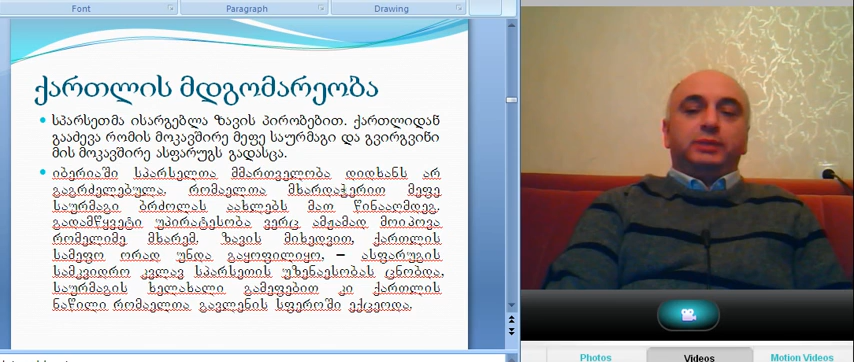 Font
Paragraph
Drawing
ქართლის მდგომარეობა
• სპარსეთმა ისარგებლა ზავის პირობებით. ქართლიდან
გააძევა რომის მოკავშირე მეფე საურმაგი და გვირგვინი
მის მოკავშირე ასფარუგს გადასცა.
• იბერიაში სპარსელთა მმართველობა დიდხანს არ
გაგრძელებულა, რომაელთა მხარდაჭერით მეფე
საურმაგი ბრძოლას აახლებს მათ წინააღმდეგ.
გადამწყვეტი უპირატესობა ვერც ამჟამად მოიპოვა
რომელიმე მხარემ. ზავის მიხედვით, ქართლის
სამეფო ორად უნდა გაყოფილიყო, – ასფარუგის
სამკვიდრო კვლავ სპარსეთის უზენაესობას ცნობდა,
საურმაგის ხელახალი გამეფებით კი ქართლის
ნაწილი რომაელთა გავლენის სფეროში ექცეოდა.
Photos
Videos
Motion Videos